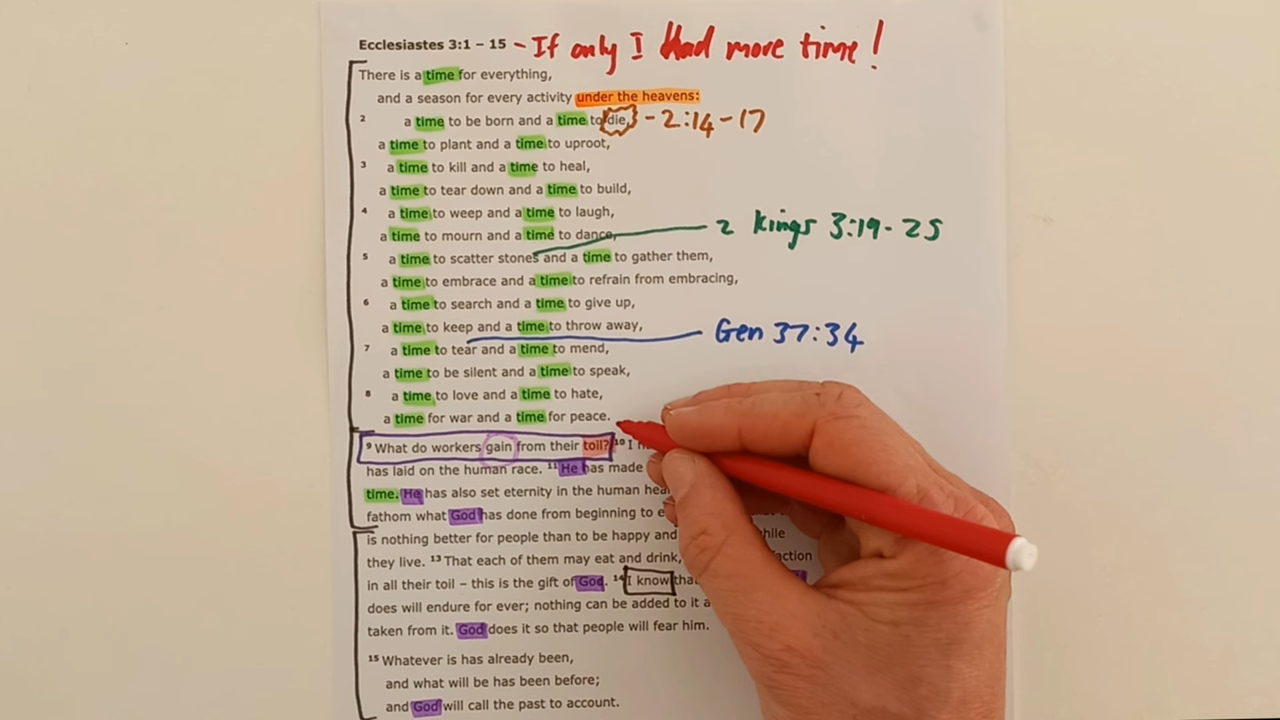 Ecclesiastes 3:1 – 15 - If only I Had more time!
There is a time for everything,
and a season for every activity under the heavens:
2 a time to be born and a time to die, - 2:14-17
a time to plant and a time to uproot,
3 a time to kill and a time to heal,
a time to tear down and a time to build,
4 a time to weep and a time to laugh,
a time to mourn and a time to dance, 2 Kings 3:19-25
5 a time to scatter stones and a time to gather them,
a time to embrace and a time to refrain from embracing,
6 a time to search and a time to give up,
a time to keep and a time to throw away, Gen 37:34
7 a time to tear and a time to mend,
a time to be silent and a time to speak,
8 a time to love and a time to hate,
a time for war and a time for peace.
9 What do workers gain from their toil? 10 I
has laid on the human race. 11 He has made
time. He has also set eternity in the human
fathom what God has done from beginning to
is nothing better for people than to be happy and
they live. 13 That each of them may eat and drink,
in all their toil – this is the gift of God. 14 I know
does will endure for ever; nothing can be added to it
taken from it. God does it so that people will fear him.
15 Whatever is has already been,
and what will be has been before;
and God will call the past to account.